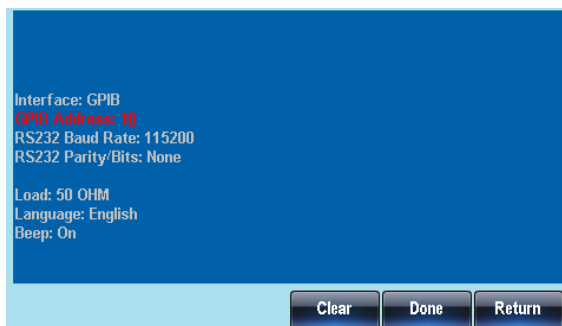 Interface: GPIB
GPIB Address: 10
RS232 Baud Rate: 115200
RS232 Parity/Bits: None
Load: 50 OHM
Language: English
Beep: On
Clear Done Return